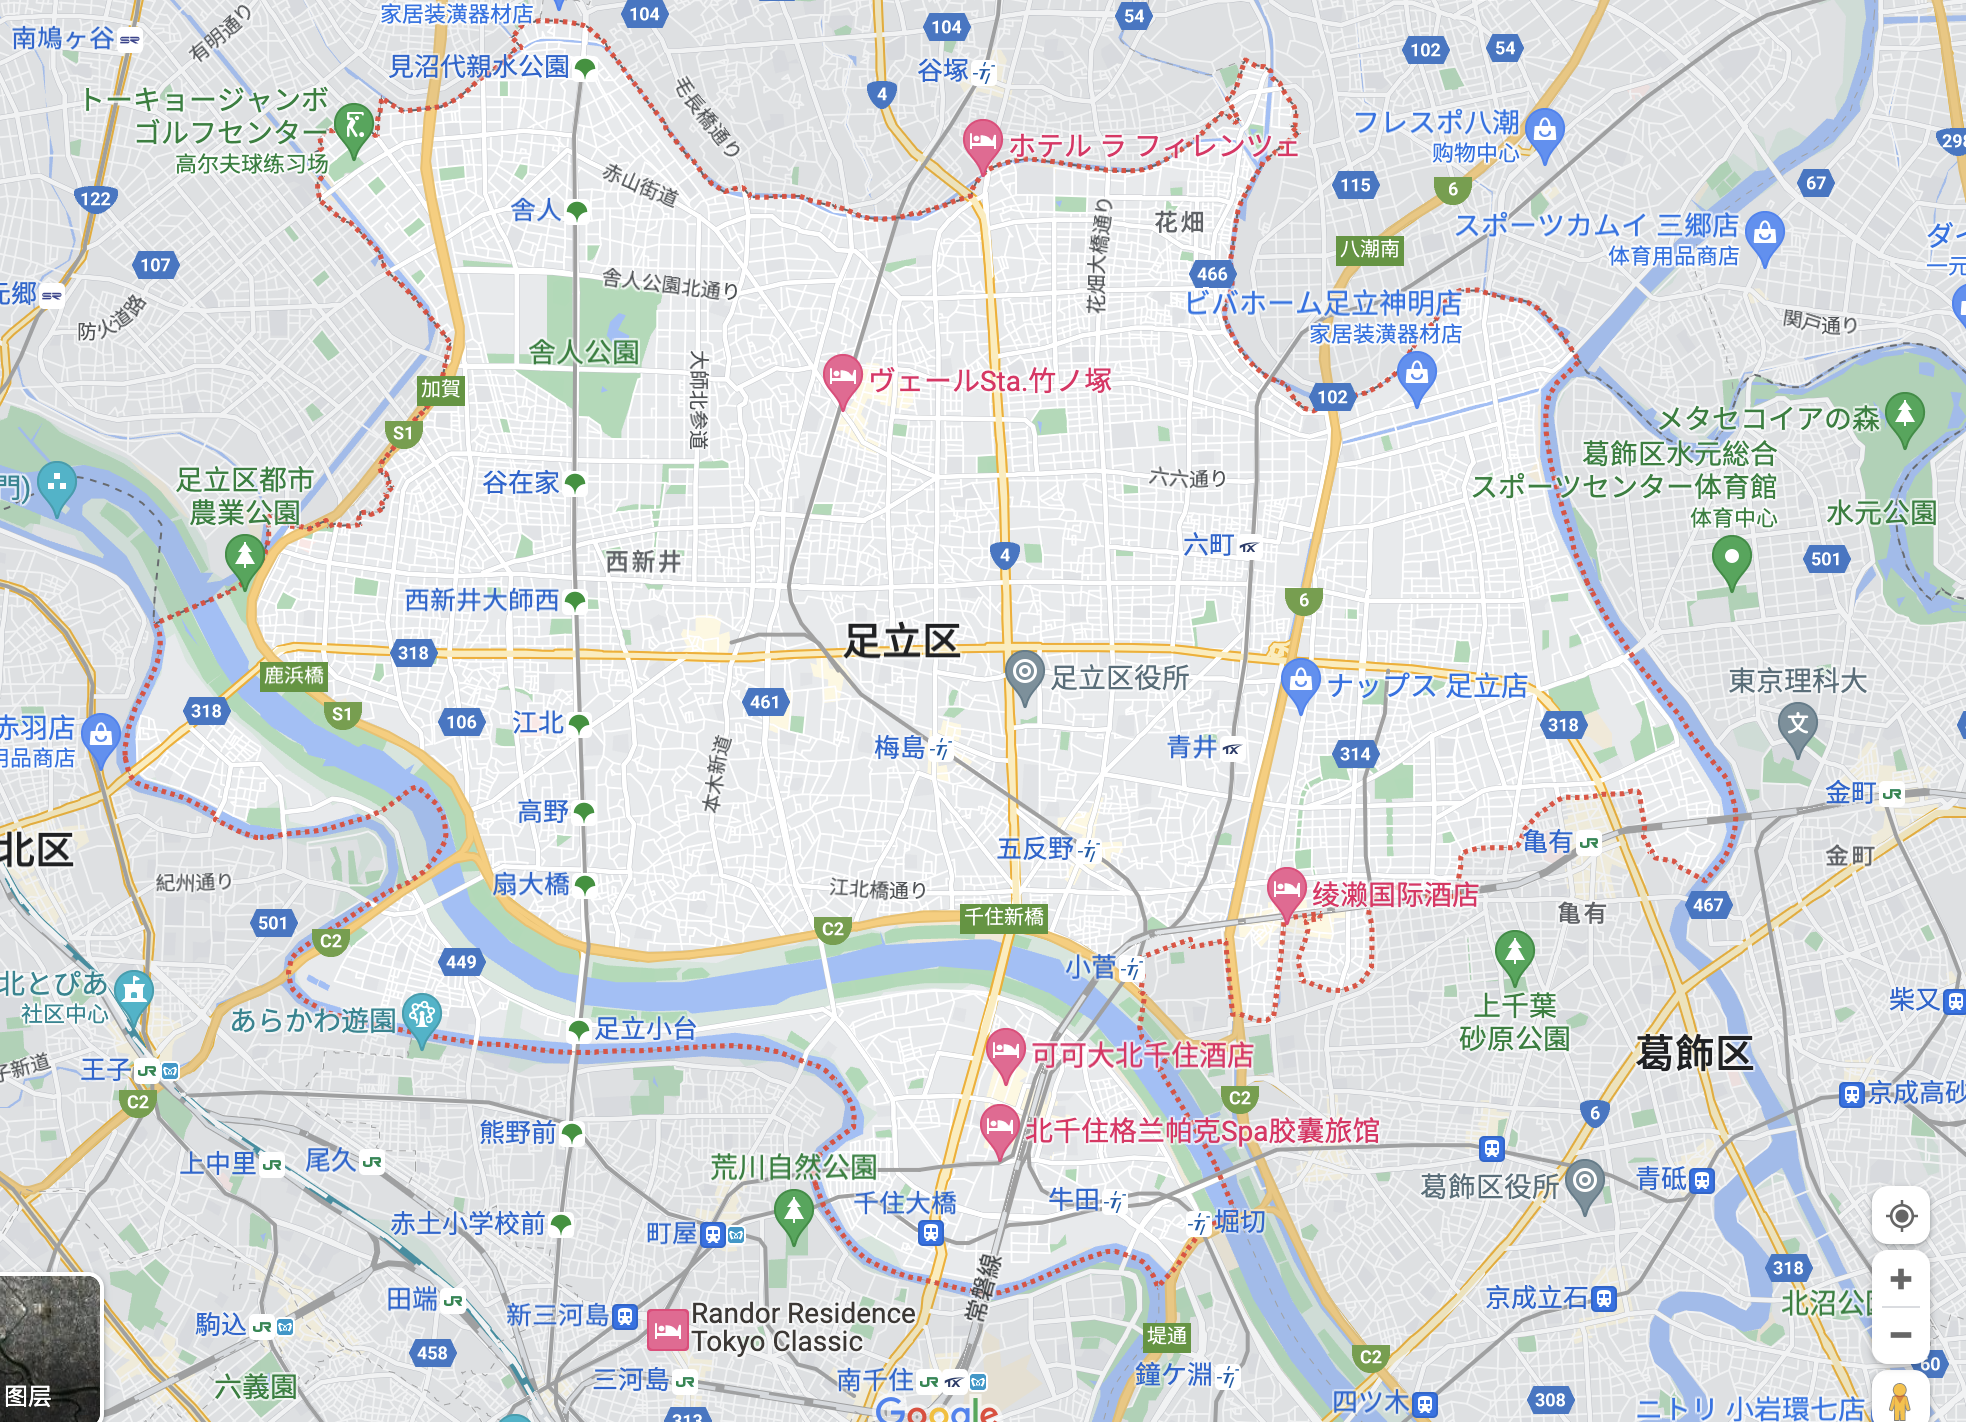 家居装潢器材店
104
104
54
南鳩ヶ谷
有明通り
102
54
見沼代親水公園
谷塚
4
毛長橋通り
トーキョージャンボ
ゴルフセンター
高尔夫球练习场
フレスポ八潮
购物中心
298
ホテル ラ フィレンツェ
122
赤山街道
舎人
花畑
花畑大橋通り
115
6
67
スポーツカムイ 三郷店
体育用品商店
八潮南
107
466
舎人公園北通り
元郷
防火道路
ビバホーム足立神明店
家居装潢器材店
関戸通り
舎人公園
大師北参道
ヴェールSta.竹ノ塚
加賀
102
S1
メタセコイアの森
葛飾区水元総合
スポーツセンター体育館
体育中心
水元公園
足立区都市
農業公園
谷在家
六六通り
六町
4
501
西新井
西新井大師西
6
足立区
318
鹿浜橋
足立区役所
ナップス 足立店
東京理科大
318
S1
106
江北
461
梅島
青井
314
318
赤羽店
用品商店
本木新道
高野
金町
五反野
亀有
北区
金町
紀州通り
扇大橋
江北橋通り
绫瀬国际酒店
千住新橋
亀有
467
501
C2
C2
449
小菅
北とぴあ
社区中心
あらかわ遊園
足立小台
上千葉
砂原公園
柴又
葛飾区
王子
可可大北千住酒店
C2
C2
京成高砂
6
熊野前
北千住格兰帕克Spa胶囊旅馆
上中里
尾久
荒川自然公園
葛飾区役所
青砥
赤土小学校前
町屋
千住大橋
牛田
堀切
318
常磐線
田端
新三河島
京成立石
北沼公園
駒込
Randor Residence
Tokyo Classic
堤通
458
C2
60
图层
六義園
三河島
南千住
鐘ケ淵
四ツ木
308
ニトリ 小岩環七店
313
Google